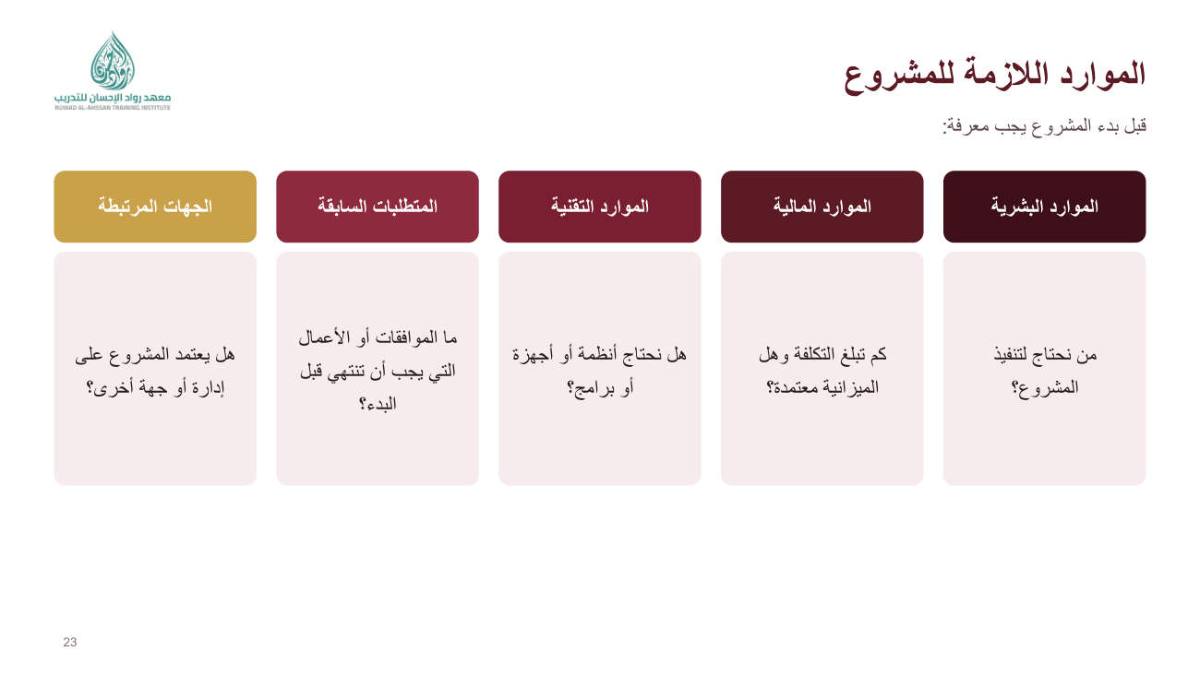 معهد رواد الإحسان للتدريب
RUWAD AL-AHSSAN TRAINING INSTITUTE
الموارد اللازمة للمشروع
قبل بدء المشروع يجب معرفة:
الموارد البشرية
من نحتاج لتنفيذ
المشروع؟
الموارد المالية
كم تبلغ التكلفة وهل
الميزانية معتمدة؟
الموارد التقنية
هل نحتاج أنظمة أو أجهزة
أو برامج؟
المتطلبات السابقة
ما الموافقات أو الأعمال
التي يجب أن تنتهي قبل
البدء؟
الجهات المرتبطة
هل يعتمد المشروع على
إدارة أو جهة أخرى؟
23